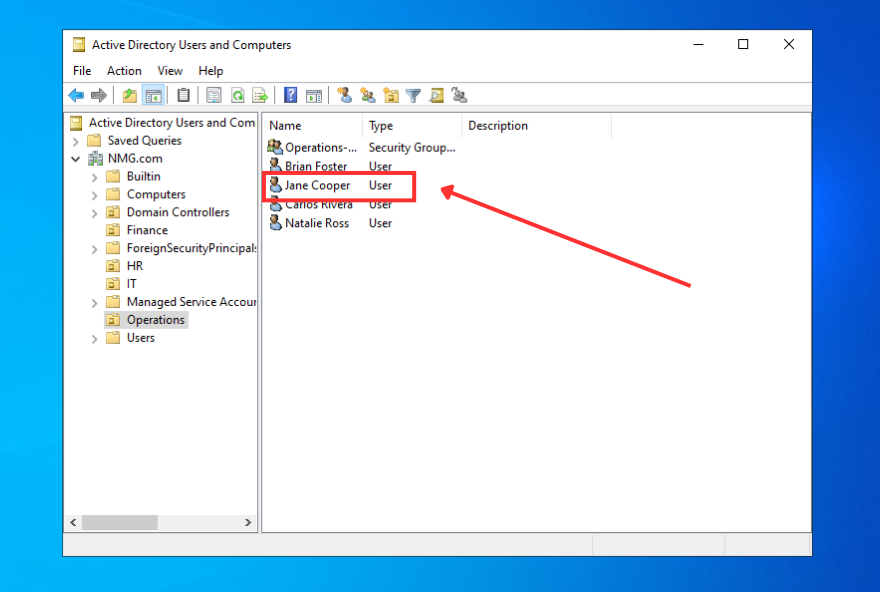 Active Directory Users and Computers
File Action View Help
Active Directory Users and Com
Saved Queries
NMG.com
Builtin
Computers
Domain Controllers
Finance
ForeignSecurityPrincipals
HR
IT
Managed Service Accour
Operations
Users
Name Type Description
Operations-... Security Group...
Brian Foster User
Jane Cooper User
Carlos Rivera User
Natalie Ross User